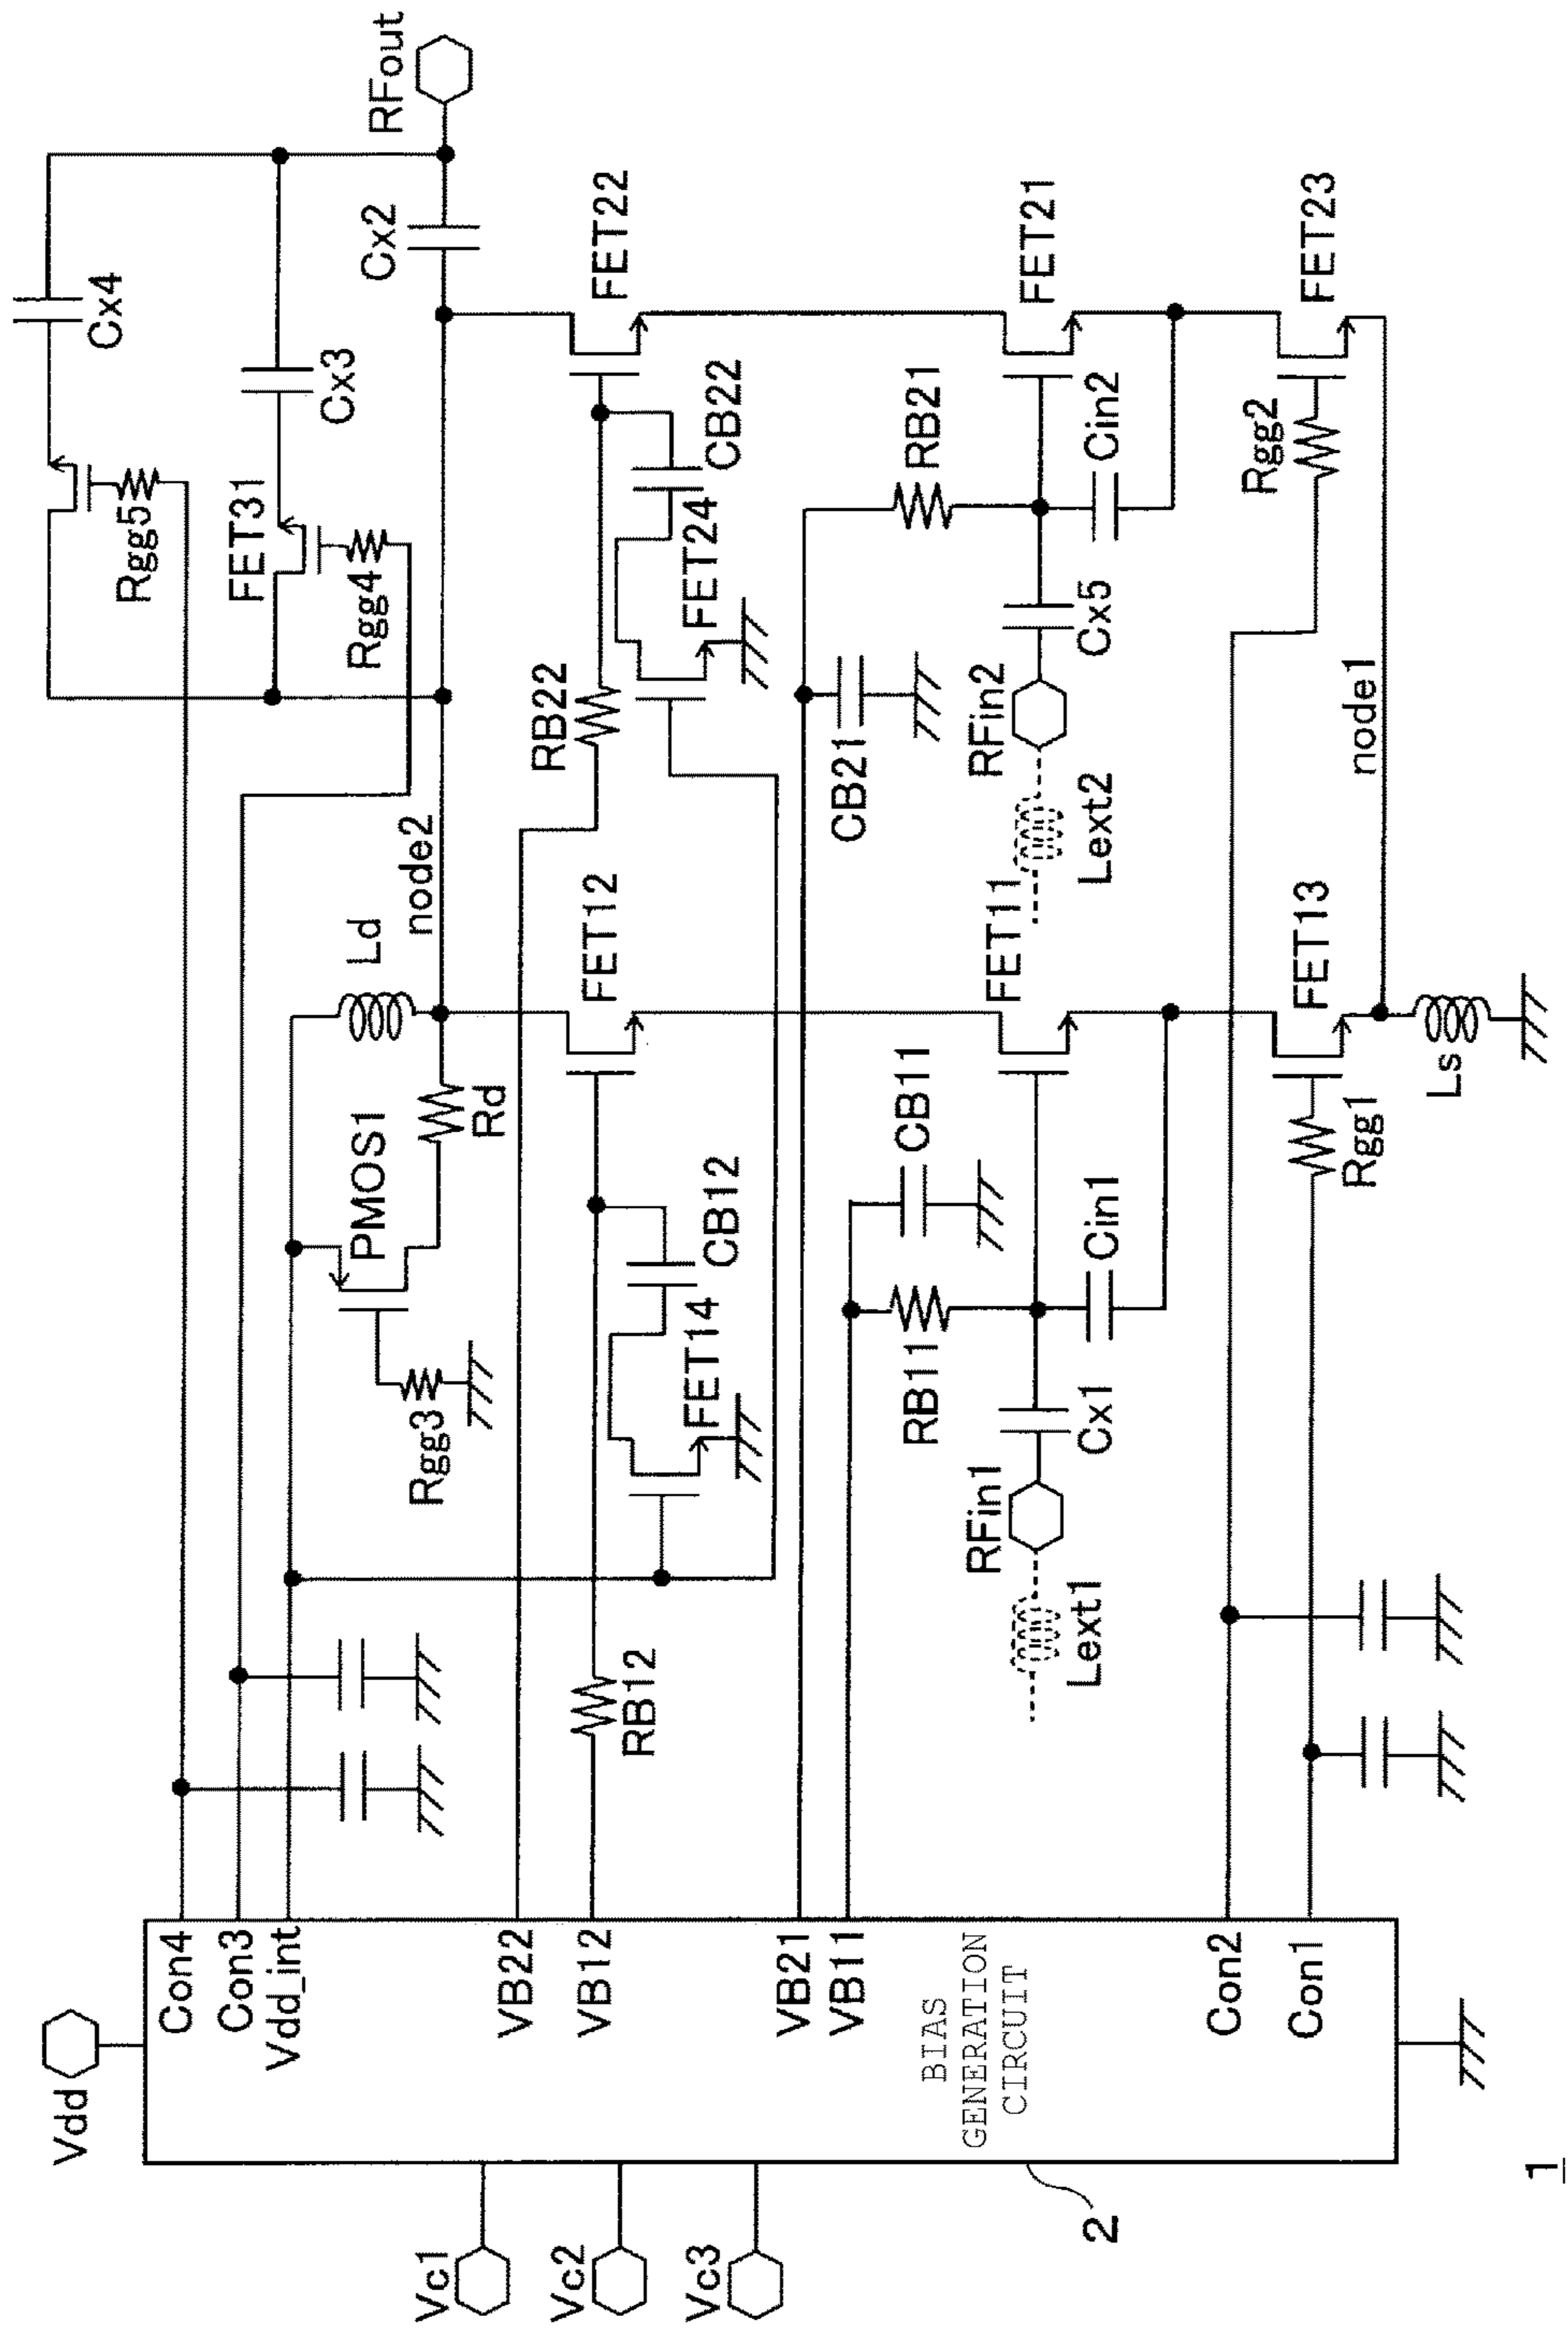 Vdd
Vc1
Vc2
Vc3
2
BIAS
GENERATION
CIRCUIT
Con4
Con3
Vdd_int
VB22
VB12
VB21
VB11
Con2
Con1
RB12
Lext1
RFin1
Cx1
RB11
Cin1
CB11
Rgg3
PMOS1
Rd
Ld
node2
FET14
CB12
FET12
FET11
FET13
Rgg1
Ls
node1
RB22
FET24
CB22
FET22
CB21
Lext2
RFin2
Cx5
RB21
Cin2
FET21
Rgg2
FET23
Rgg5
Cx4
FET31
Rgg4
Cx3
Cx2
RFout
1